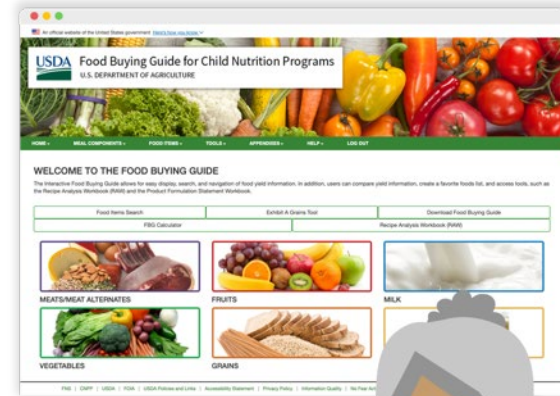 An official website of the United States government Here's how you know
USDA Food Buying Guide for Child Nutrition Programs
U.S. DEPARTMENT OF AGRICULTURE
HOME MEAL COMPONENTS FOOD ITEMS TOOLS APPENDIXES HELP LOG OUT
WELCOME TO THE FOOD BUYING GUIDE
The Interactive Food Buying Guide allows for easy display, search, and navigation of food yield information. In addition, users can compare yield information, create a favorite foods list, and access tools, such as
the Recipe Analysis Workbook (RAW) and the Product Formulation Statement Workbook.
Food Items Search Exhibit A Grains Tool Download Food Buying Guide
FBG Calculator Recipe Analysis Workbook (RAW)
MEATS/MEAT ALTERNATES FRUITS MILK
VEGETABLES GRAINS
FNS | CNPP | USDA | FOIA | USDA Policies and Links | Accessibility Statement | Privacy Policy | Information Quality | No Fear Act